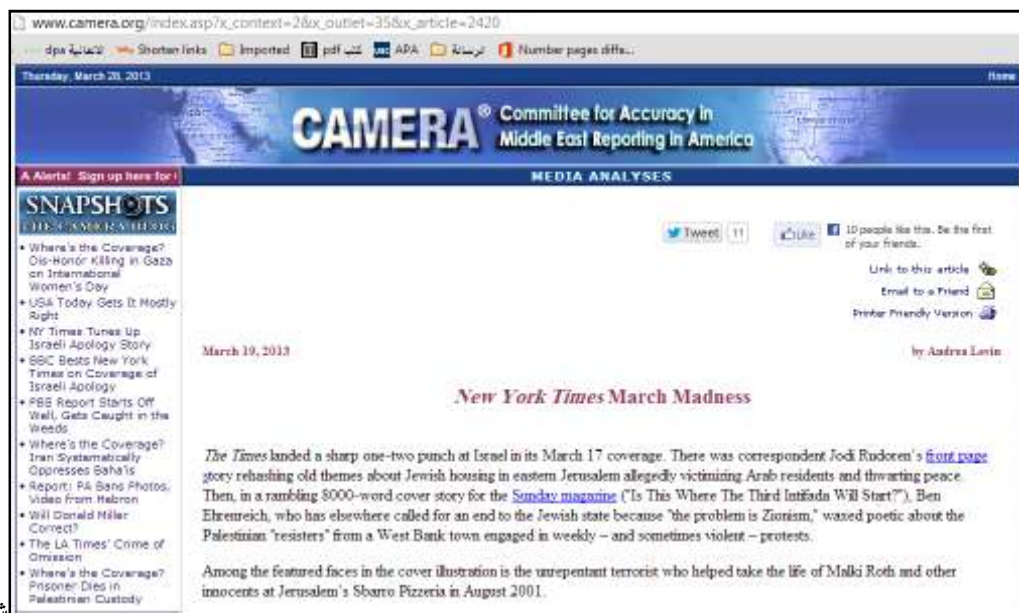 www.camera.org/index.asp?x_context=2&x_outlet=35&x_article=2420
dpa الالمانية Shorten links Imported كتب pdf APA ترسانة Number pages diffe...
Thursday, March 28, 2013 Home
CAMERA® Committee for Accuracy in
Middle East Reporting in America
A Alerts! Sign up here for
MEDIA ANALYSES
SNAPSHOTS
THE CAMERA BLOG
• Where's the Coverage?
Dis-Honor Killing in Gaza
on International
Women's Day
• USA Today Gets It Mostly
Right
• NY Times Tunes Up
Israeli Apology Story
• BBC Bests New York
Times on Coverage of
Israeli Apology
• PBS Report Starts Off
Well, Gets Caught in the
Weeds
• Where's the Coverage?
Iran Systematically
Oppresses Baha'is
• Report: PA Bans Photos,
Video from Hebron
• Will Donald Miller
Correct?
• The LA Times' Crime of
Omission
• Where's the Coverage?
Prisoner Dies in
Palestinian Custody
Tweet 11 Like 10 people like this. Be the first
of your friends.
Link to this article
Email to a Friend
Printer Friendly Version
March 19, 2013 by Andrea Levin
New York Times March Madness
The Times landed a sharp one-two punch at Israel in its March 17 coverage. There was correspondent Jodi Rudoren's front page
story rehashing old themes about Jewish housing in eastern Jerusalem allegedly victimizing Arab residents and thwarting peace.
Then, in a rambling 8000-word cover story for the Sunday magazine ("Is This Where The Third Intifada Will Start?"), Ben
Ehrenreich, who has elsewhere called for an end to the Jewish state because "the problem is Zionism," waxed poetic about the
Palestinian "resisters" from a West Bank town engaged in weekly – and sometimes violent – protests.
Among the featured faces in the cover illustration is the unrepentant terrorist who helped take the life of Malki Roth and other
innocents at Jerusalem's Sbarro Pizzeria in August 2001.